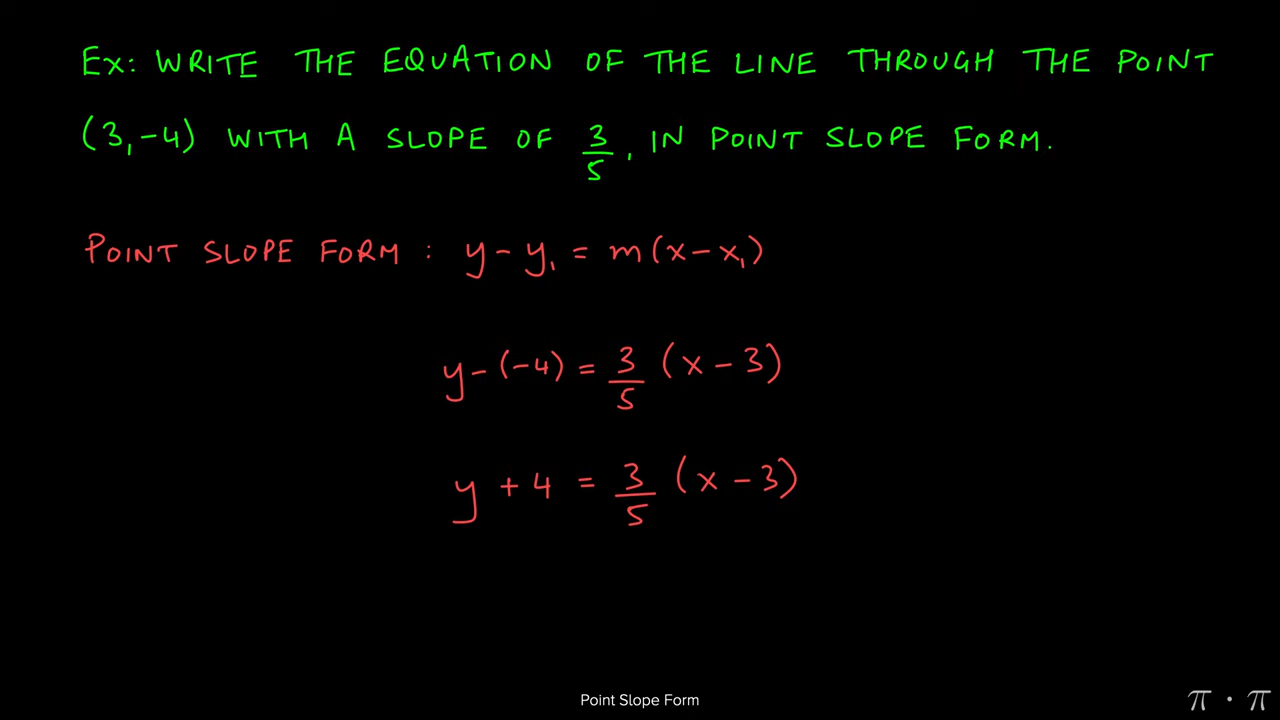 Ex: WRITE THE EQUATION OF THE LINE THROUGH THE POINT
(3,-4) WITH A SLOPE OF 3/5, IN POINT SLOPE FORM.
POINT SLOPE FORM : y - y₁ = m(x - x₁)
y - (-4) = 3/5 (x - 3)
y + 4 = 3/5 (x - 3)
Point Slope Form
π · π